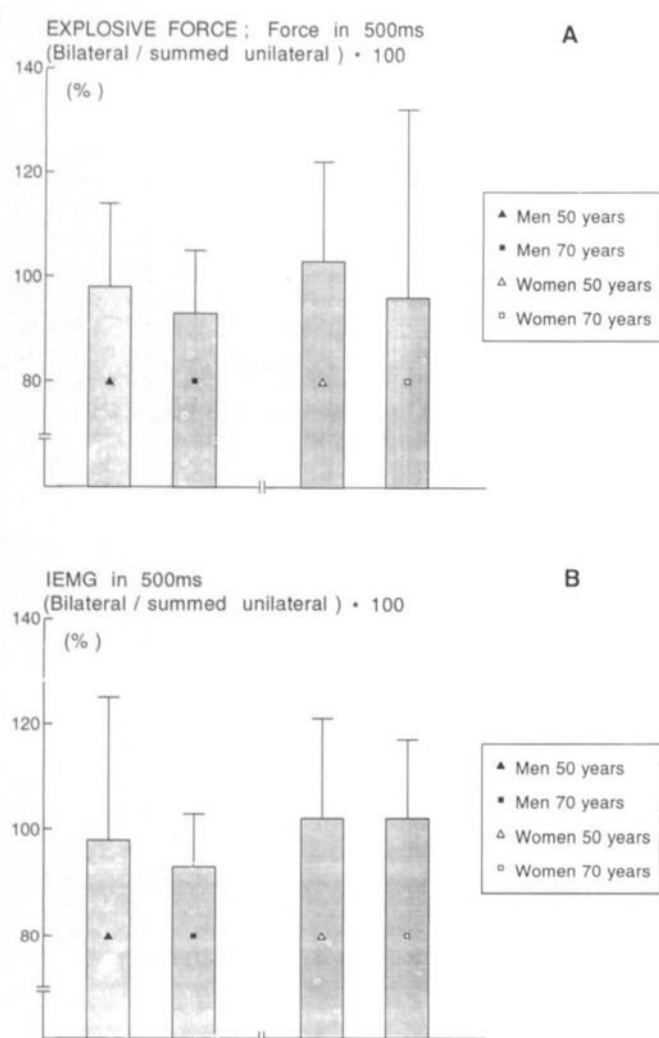 EXPLOSIVE FORCE ; Force in 500ms
(Bilateral / summed unilateral ) • 100
A
140
(%)
120
100
80
▲ Men 50 years
■ Men 70 years
△ Women 50 years
□ Women 70 years
IEMG in 500ms
(Bilateral / summed unilateral ) • 100
B
140
(%)
120
100
80
▲ Men 50 years
■ Men 70 years
△ Women 50 years
□ Women 70 years